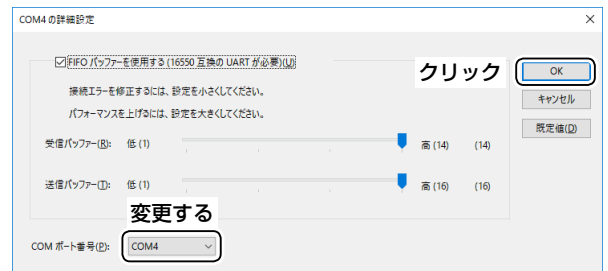 COM4 の詳細設定
FIFO バッファーを使用する (16550 互換の UART が必要)(U)
クリック
OK
接続エラーを修正するには、設定を小さくしてください。
キャンセル
パフォーマンスを上げるには、設定を大きくしてください。
既定値(D)
受信バッファー(R): 低 (1) 高 (14) (14)
送信バッファー(T): 低 (1) 高 (16) (16)
変更する
COM ポート番号(P): COM4